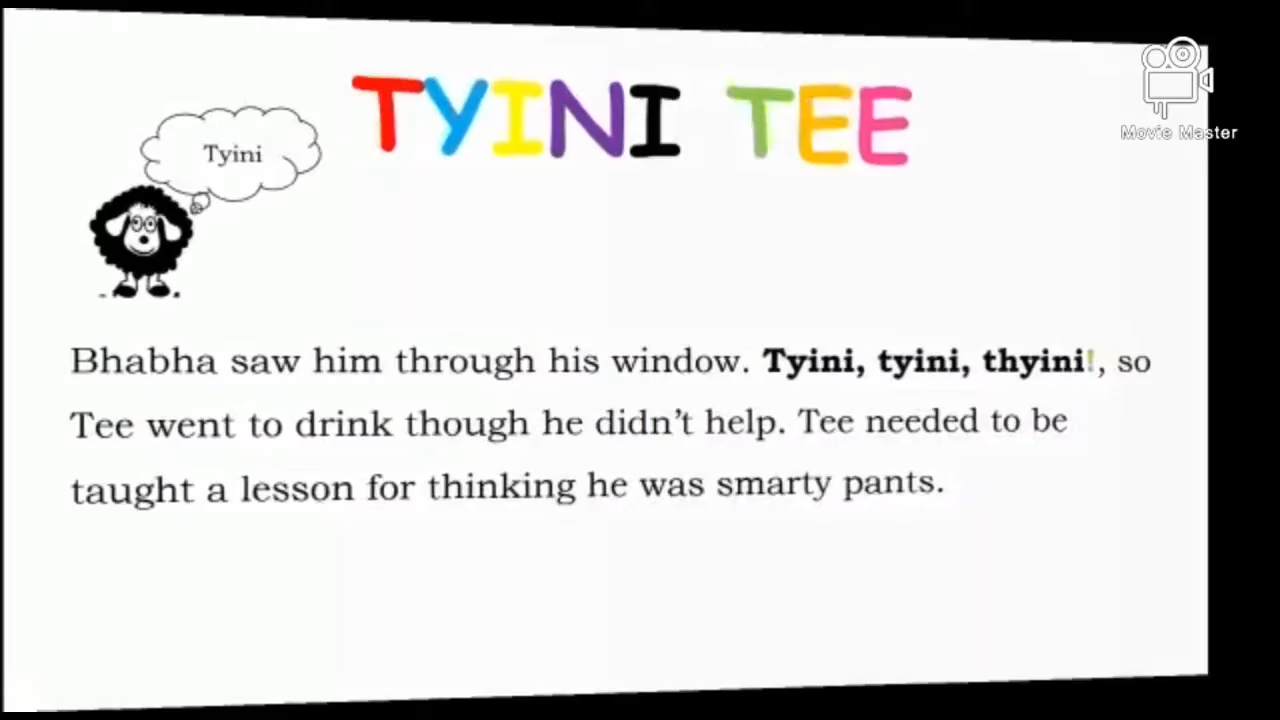 TYINI TEE
Movie Master
Tyini
Bhabha saw him through his window. Tyini, tyini, thyini!, so
Tee went to drink though he didn't help. Tee needed to be
taught a lesson for thinking he was smarty pants.